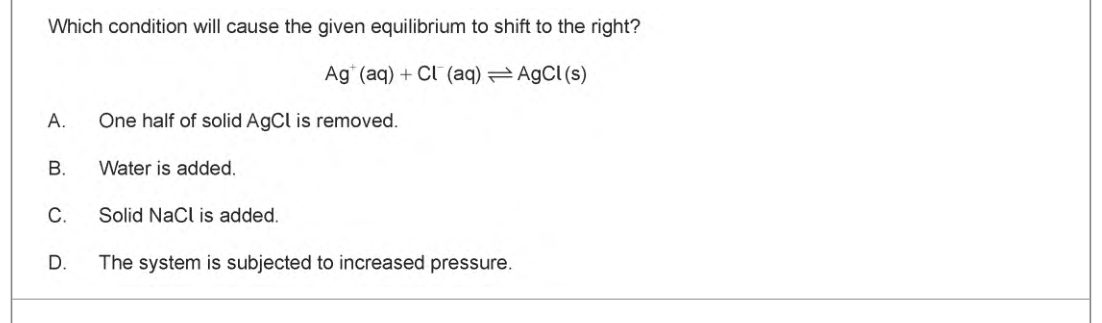 Which condition will cause the given equilibrium to shift to the right?
Ag⁺ (aq) + Cl⁻ (aq) ⇌ AgCl (s)
A. One half of solid AgCl is removed.
B. Water is added.
C. Solid NaCl is added.
D. The system is subjected to increased pressure.